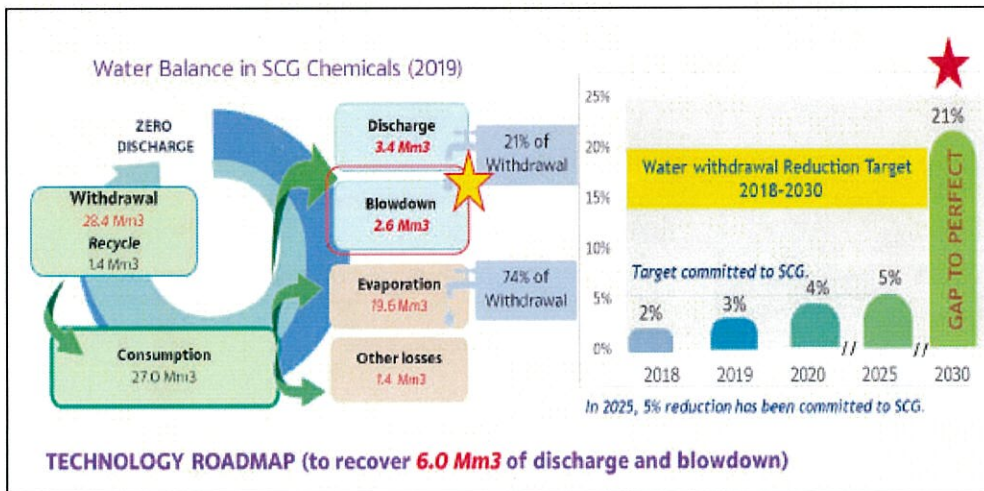 Water Balance in SCG Chemicals (2019)
ZERO
DISCHARGE
Withdrawal
28.4 Mm3
Recycle
1.4 Mm3
Consumption
27.0 Mm3
Discharge
3.4 Mm3
Blowdown
2.6 Mm3
21% of
Withdrawal
Evaporation
19.6 Mm3
74% of
Withdrawal
Other losses
1.4 Mm3
25%
20%
15%
10%
5%
0%
Water withdrawal Reduction Target
2018-2030
Target committed to SCG.
2%
3%
4%
5%
21%
GAP TO PERFECT
2018
2019
2020
//
2025
//
2030
In 2025, 5% reduction has been committed to SCG.
TECHNOLOGY ROADMAP (to recover 6.0 Mm3 of discharge and blowdown)